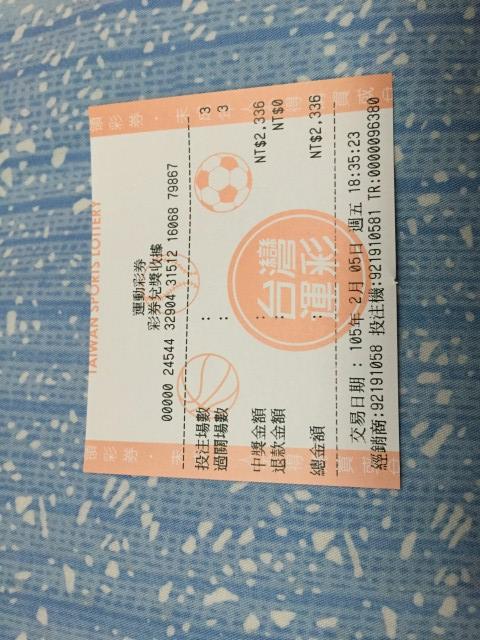 TAIWAN SPORTS LOTTERY
運動彩券
彩券兌獎收據
00000 24544 32904 31512 16068 79867
投注場數 : 3
過關場數 : 3
中獎金額 : NT$2,336
退款金額 : NT$0
總金額 : NT$2,336
台灣
運彩
交易日期 : 105年 2月 05日 週五 18:35:23
經銷商:92191058 投注機:921910581 TR:0000096380